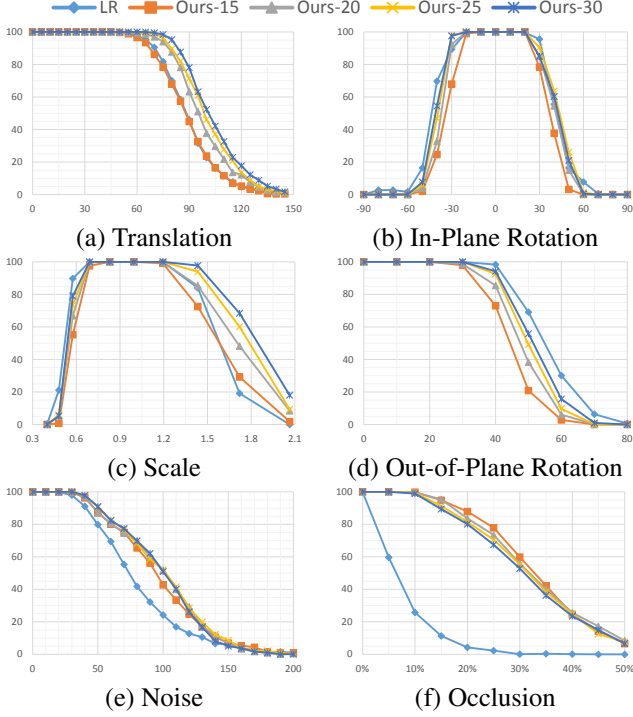 LR Ours-15 Ours-20 Ours-25 Ours-30
100 100
80 80
60 60
40 40
20 20
0 0
0 30 60 90 120 150 -90 -60 -30 0 30 60 90
(a) Translation (b) In-Plane Rotation
100 100
80 80
60 60
40 40
20 20
0 0
0.3 0.6 0.9 1.2 1.5 1.8 2.1 0 20 40 60 80
(c) Scale (d) Out-of-Plane Rotation
100 100
80 80
60 60
40 40
20 20
0 0
0 50 100 150 200 0% 10% 20% 30% 40% 50%
(e) Noise (f) Occlusion